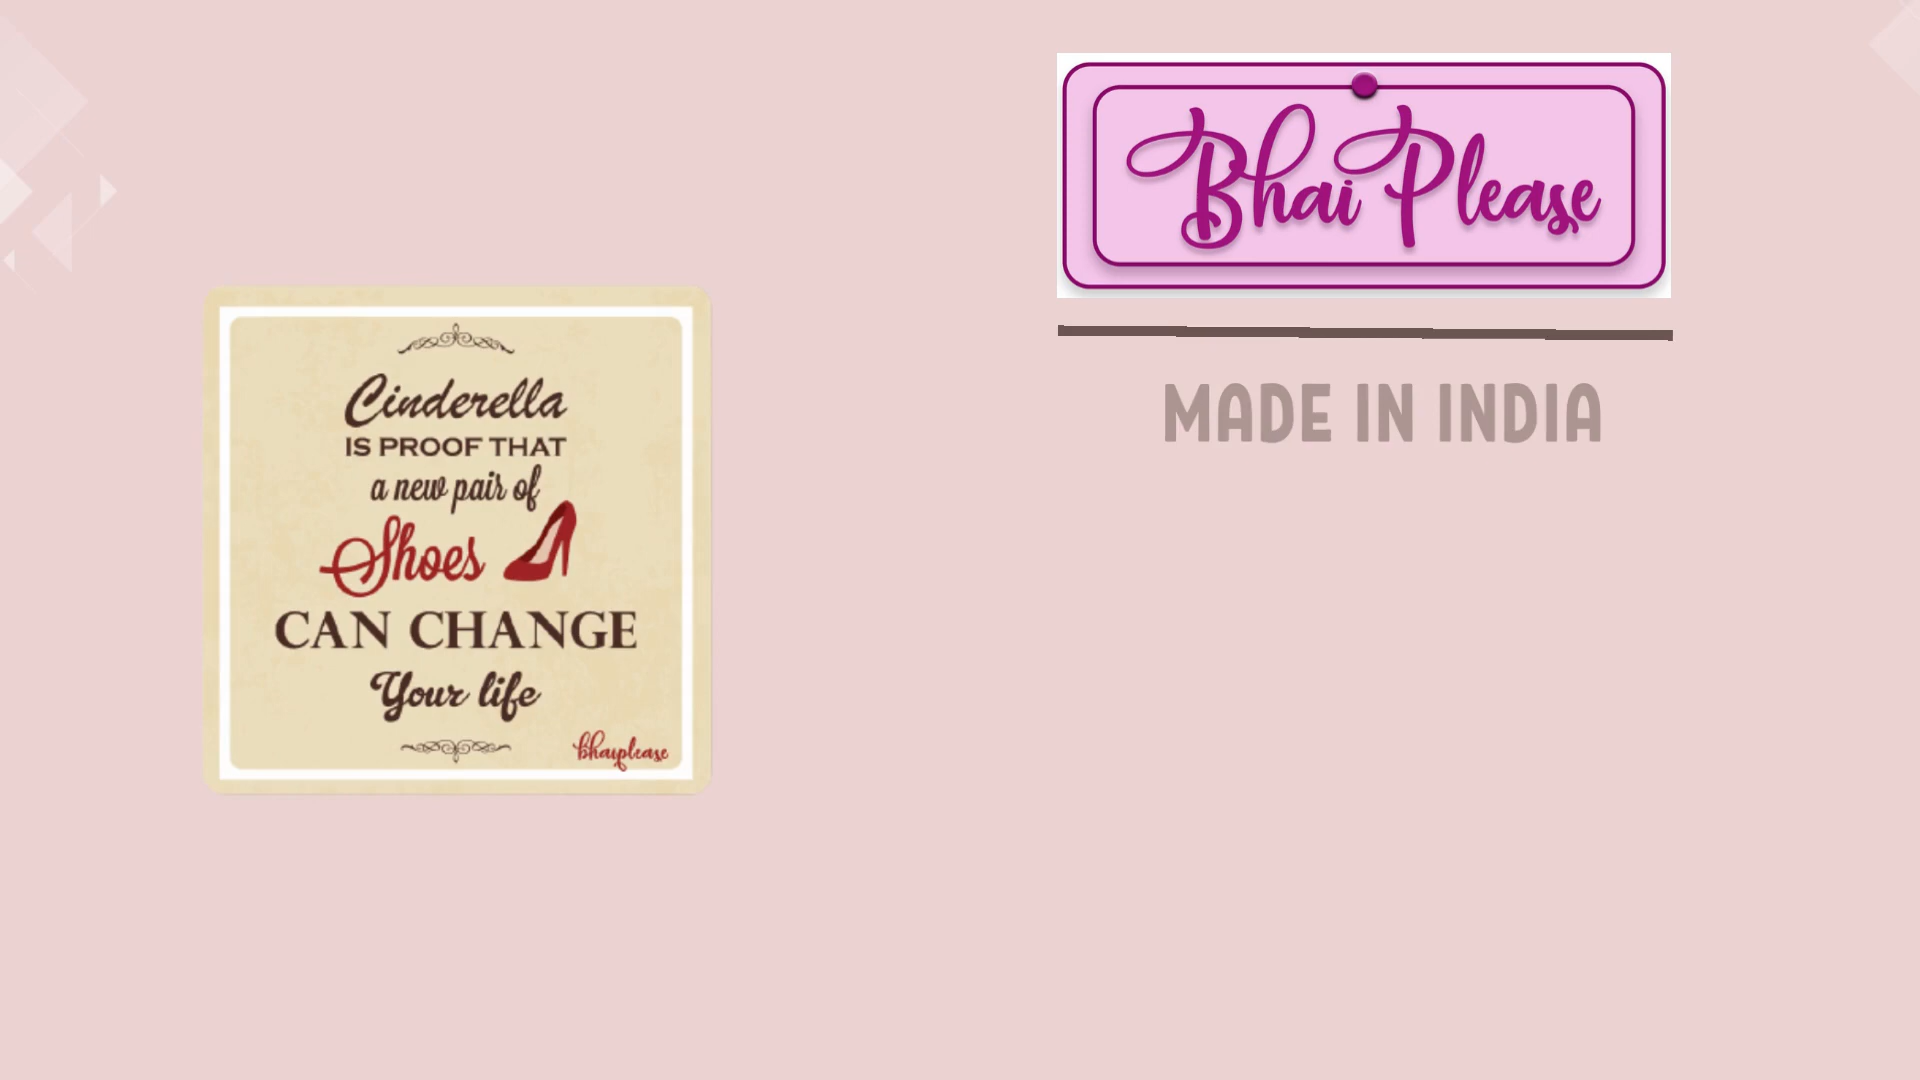 Cinderella
IS PROOF THAT
a new pair of
Shoes
CAN CHANGE
Your life
bhaiplease
Bhai Please
MADE IN INDIA